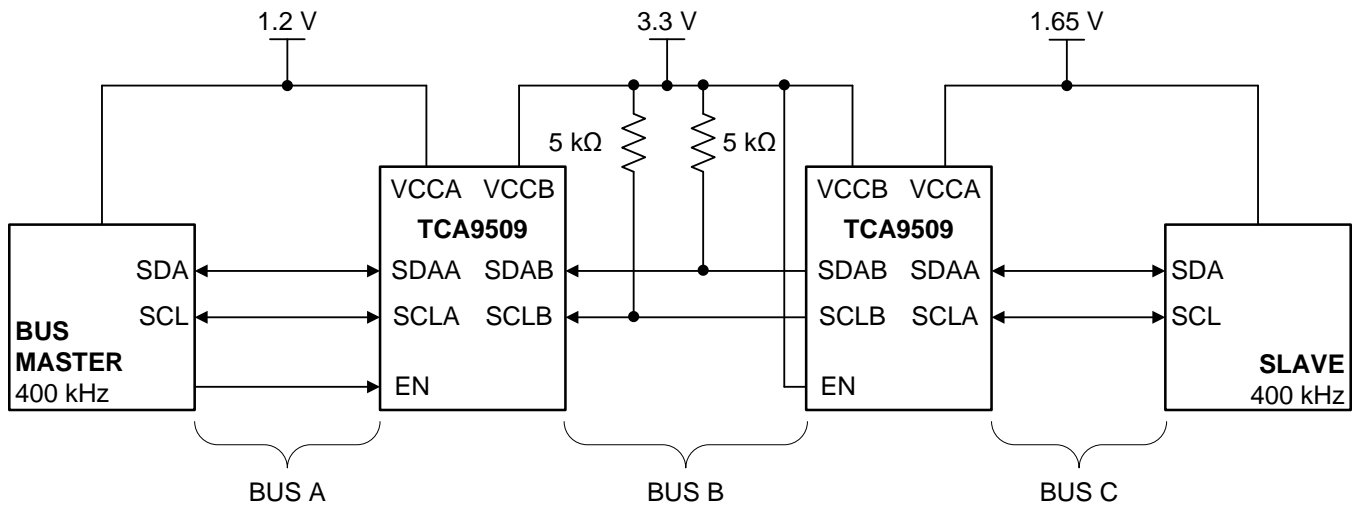 1.2 V
3.3 V
1.65 V
5 kΩ
5 kΩ
VCCA VCCB
TCA9509
SDAA SDAB
SCLA SCLB
EN
VCCB VCCA
TCA9509
SDAB SDAA
SCLB SCLA
EN
SDA
SCL
BUS
MASTER
400 kHz
SDA
SCL
SLAVE
400 kHz
BUS A
BUS B
BUS C